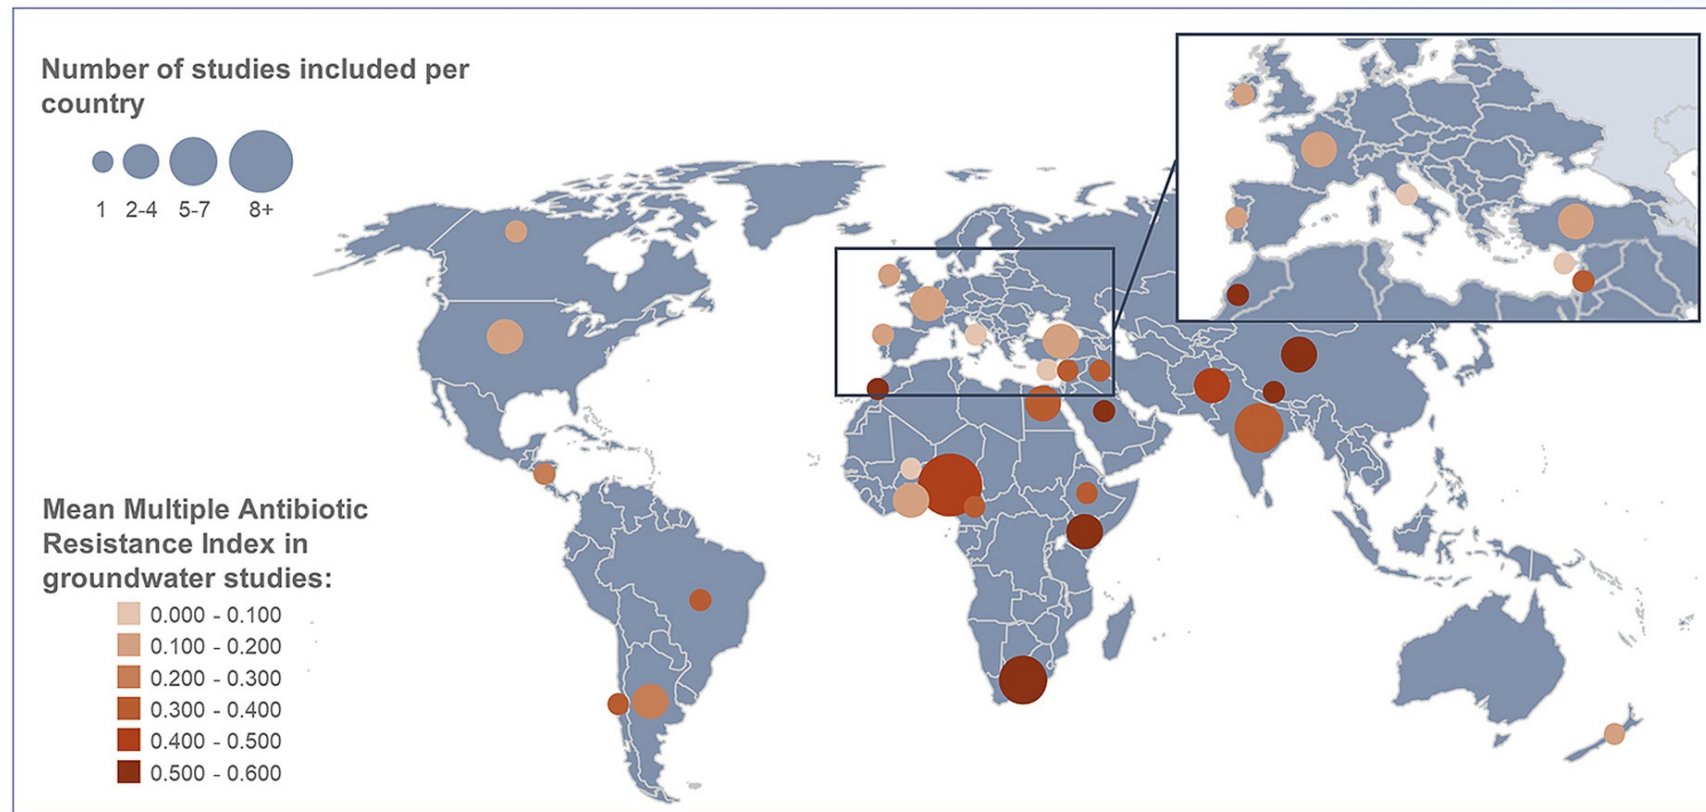 Number of studies included per
country
1 2-4 5-7 8+
Mean Multiple Antibiotic
Resistance Index in
groundwater studies:
0.000 - 0.100
0.100 - 0.200
0.200 - 0.300
0.300 - 0.400
0.400 - 0.500
0.500 - 0.600